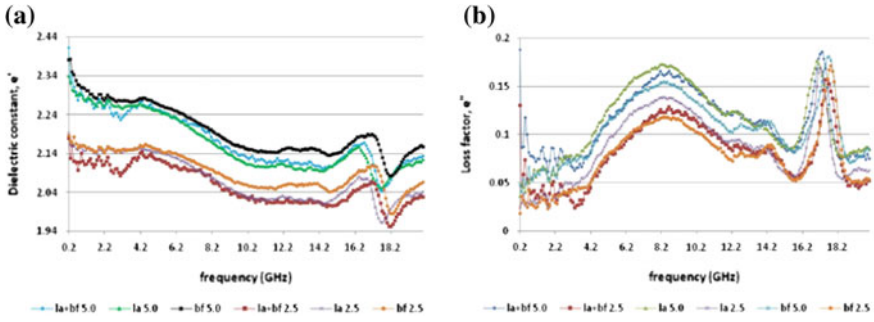 (a)
2.44
2.34
2.24
2.14
2.04
1.94
Dielectric constant, e'
0.2 2.2 4.2 6.2 8.2 10.2 12.2 14.2 16.2 18.2
frequency (GHz)
la+bf 5.0 la 5.0 bf 5.0 la+bf 2.5 la 2.5 bf 2.5
(b)
0.2
0.15
0.1
0.05
0
Loss factor, e"
0.2 2.2 4.2 6.2 8.2 10.2 12.2 14.2 16.2 18.2
frequency (GHz)
la+bf 5.0 la+bf 2.5 la 5.0 la 2.5 bf 5.0 bf 2.5